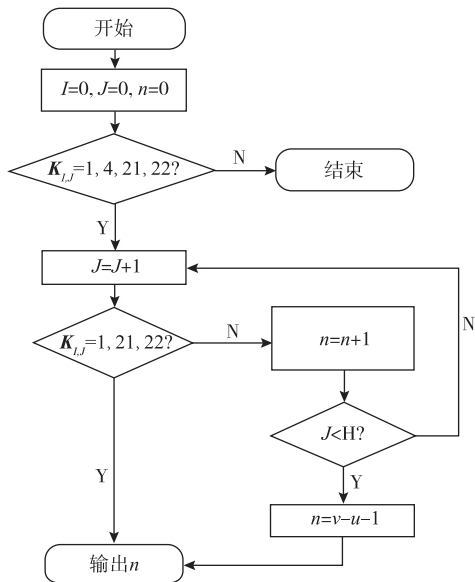 开始
I=0, J=0, n=0
K_{I,J}=1, 4, 21, 22?
N
结束
Y
J=J+1
K_{I,J}=1, 21, 22?
N
n=n+1
N
J<H?
Y
Y
n=v-u-1
输出n